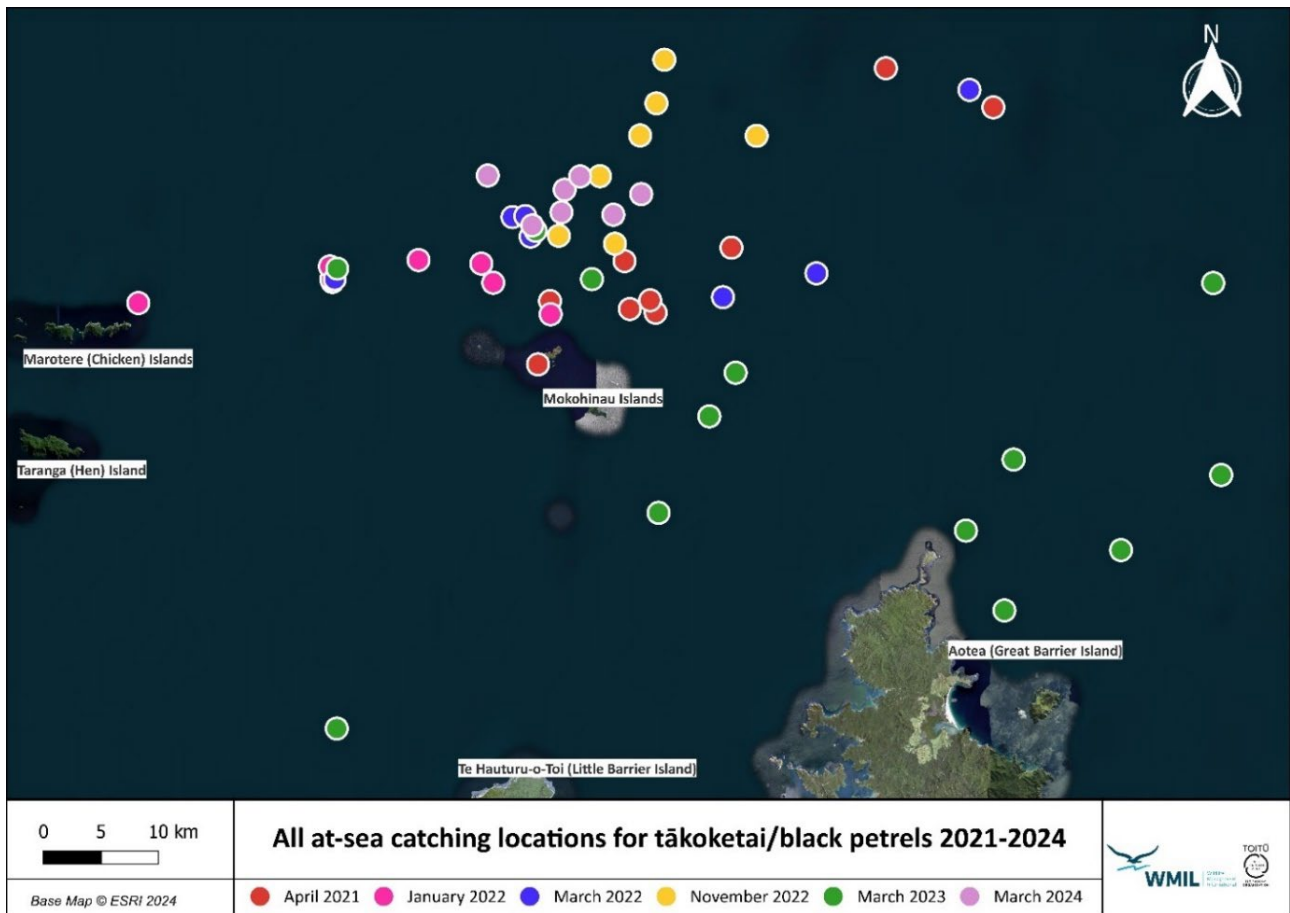 N
Marotere (Chicken) Islands
Mokohinau Islands
Taranga (Hen) Island
Aotea (Great Barrier Island)
Te Hauturu-o-Toi (Little Barrier Island)
0 5 10 km
Base Map © ESRI 2024
All at-sea catching locations for tākoketai/black petrels 2021-2024
April 2021 January 2022 March 2022 November 2022 March 2023 March 2024
WMIL
TOITŪ